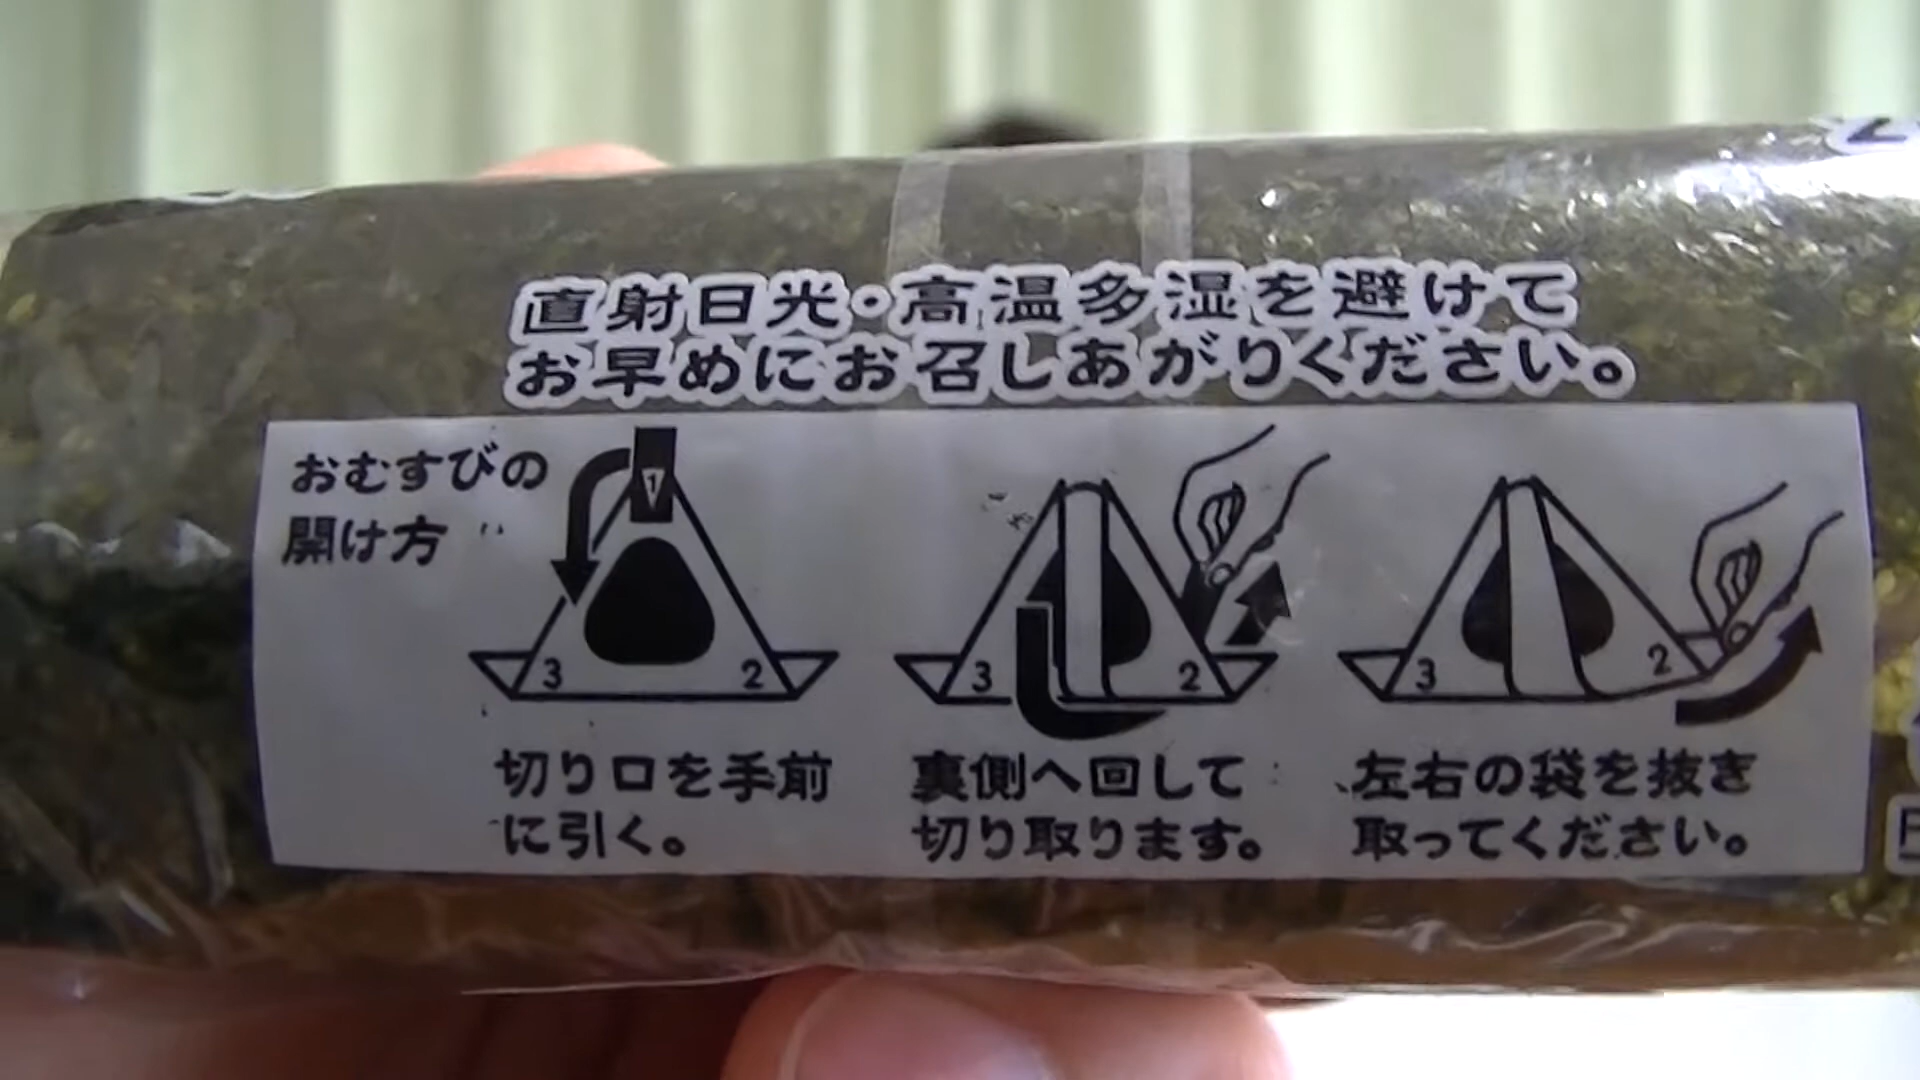 直射日光・高温多湿を避けて
お早めにお召しあがりください。
おむすびの
開け方
1
3 2
3 2
3 2
切り口を手前
に引く。
裏側へ回して
切り取ります。
左右の袋を抜き
取ってください。
2